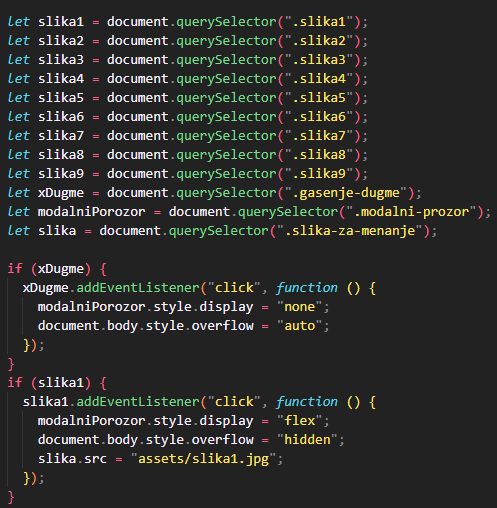 let slika1 = document.querySelector(".slika1");
let slika2 = document.querySelector(".slika2");
let slika3 = document.querySelector(".slika3");
let slika4 = document.querySelector(".slika4");
let slika5 = document.querySelector(".slika5");
let slika6 = document.querySelector(".slika6");
let slika7 = document.querySelector(".slika7");
let slika8 = document.querySelector(".slika8");
let slika9 = document.querySelector(".slika9");
let xDugme = document.querySelector(".gasenje-dugme");
let modalniPorozor = document.querySelector(".modalni-prozor");
let slika = document.querySelector(".slika-za-menanje");

if (xDugme) {
  xDugme.addEventListener("click", function () {
    modalniPorozor.style.display = "none";
    document.body.style.overflow = "auto";
  });
}
if (slika1) {
  slika1.addEventListener("click", function () {
    modalniPorozor.style.display = "flex";
    document.body.style.overflow = "hidden";
    slika.src = "assets/slika1.jpg";
  });
}